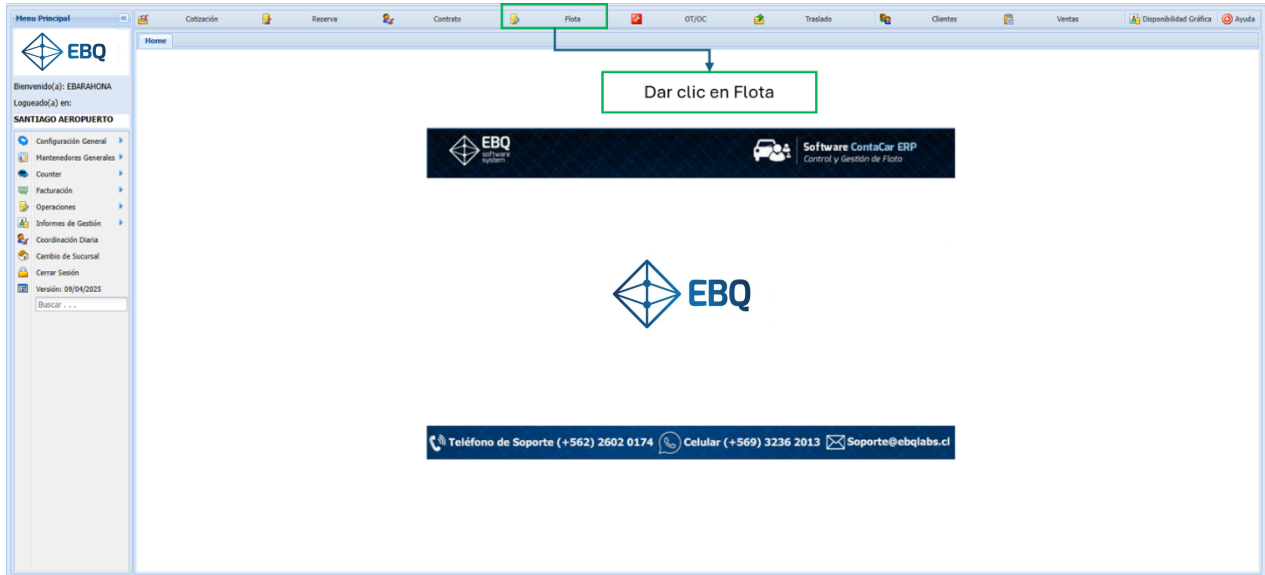 Menu Principal
Cotización
Reserva
Contrato
Flota
OT/OC
Traslado
Clientes
Ventas
Disponibilidad Gráfica
Ayuda
EBQ
Bienvenido(a): EBARAHONA
Logueado(a) en:
SANTIAGO AEROPUERTO
Configuración General
Mantenedores Generales
Counter
Facturación
Operaciones
Informes de Gestión
Coordinación Diaria
Cambio de Sucursal
Cerrar Sesión
Versión: 09/04/2025
Buscar . . .
Home
Dar clic en Flota
EBQ
software
system
Software ContaCar ERP
Control y Gestión de Flota
EBQ
Teléfono de Soporte (+562) 2602 0174 Celular (+569) 3236 2013 Soporte@ebqlabs.cl